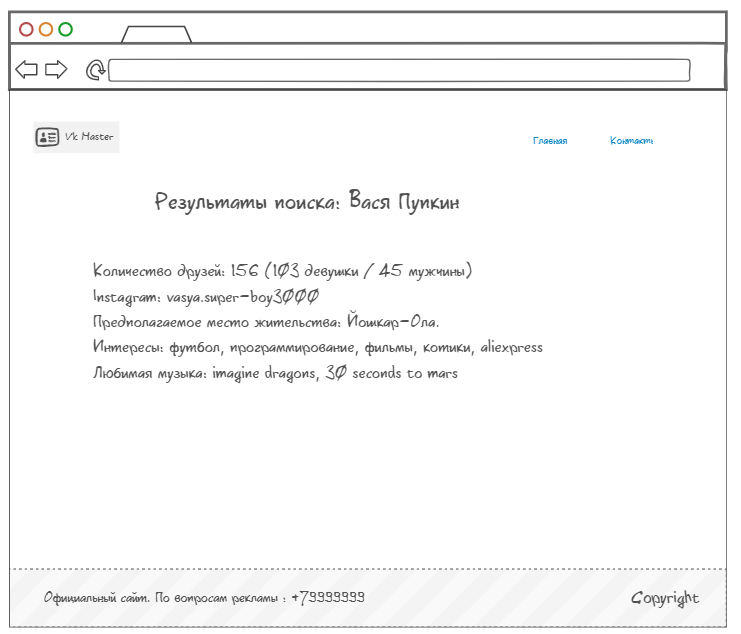 Vk Master
Главная Контакты
Результаты поиска: Вася Пупкин
Количество друзей: 156 (103 девушки / 45 мужчины)
Instagram: vasya.super-boy3000
Предполагаемое место жительства: Йошкар-Ола.
Интересы: футбол, программирование, фильмы, котики, aliexpress
Любимая музыка: imagine dragons, 30 seconds to mars
Официальный сайт. По вопросам рекламы : +79999999
Copyright